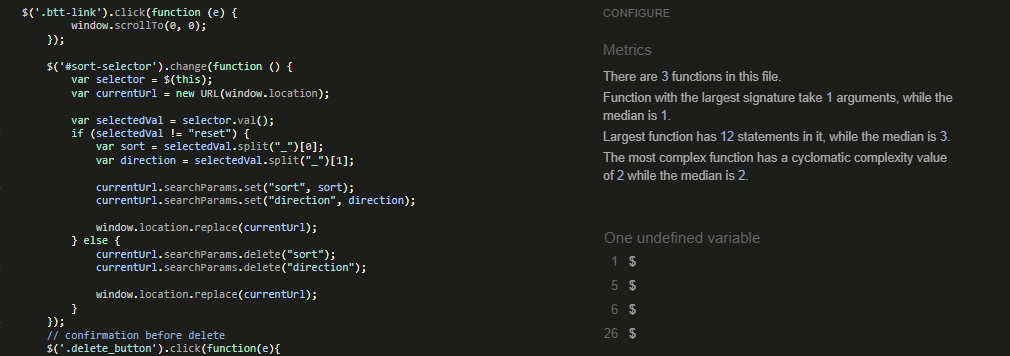 $('.btt-link').click(function (e) {
window.scrollTo(0, 0);
});
$('#sort-selector').change(function () {
var selector = $(this);
var currentUrl = new URL(window.location);
var selectedVal = selector.val();
if (selectedVal != "reset") {
var sort = selectedVal.split("_")[0];
var direction = selectedVal.split("_")[1];
currentUrl.searchParams.set("sort", sort);
currentUrl.searchParams.set("direction", direction);
window.location.replace(currentUrl);
} else {
currentUrl.searchParams.delete("sort");
currentUrl.searchParams.delete("direction");
window.location.replace(currentUrl);
}
});
// confirmation before delete
$('.delete_button').click(function(e){
CONFIGURE
Metrics
There are 3 functions in this file.
Function with the largest signature take 1 arguments, while the
median is 1.
Largest function has 12 statements in it, while the median is 3.
The most complex function has a cyclomatic complexity value
of 2 while the median is 2.
One undefined variable
1 $
5 $
6 $
26 $